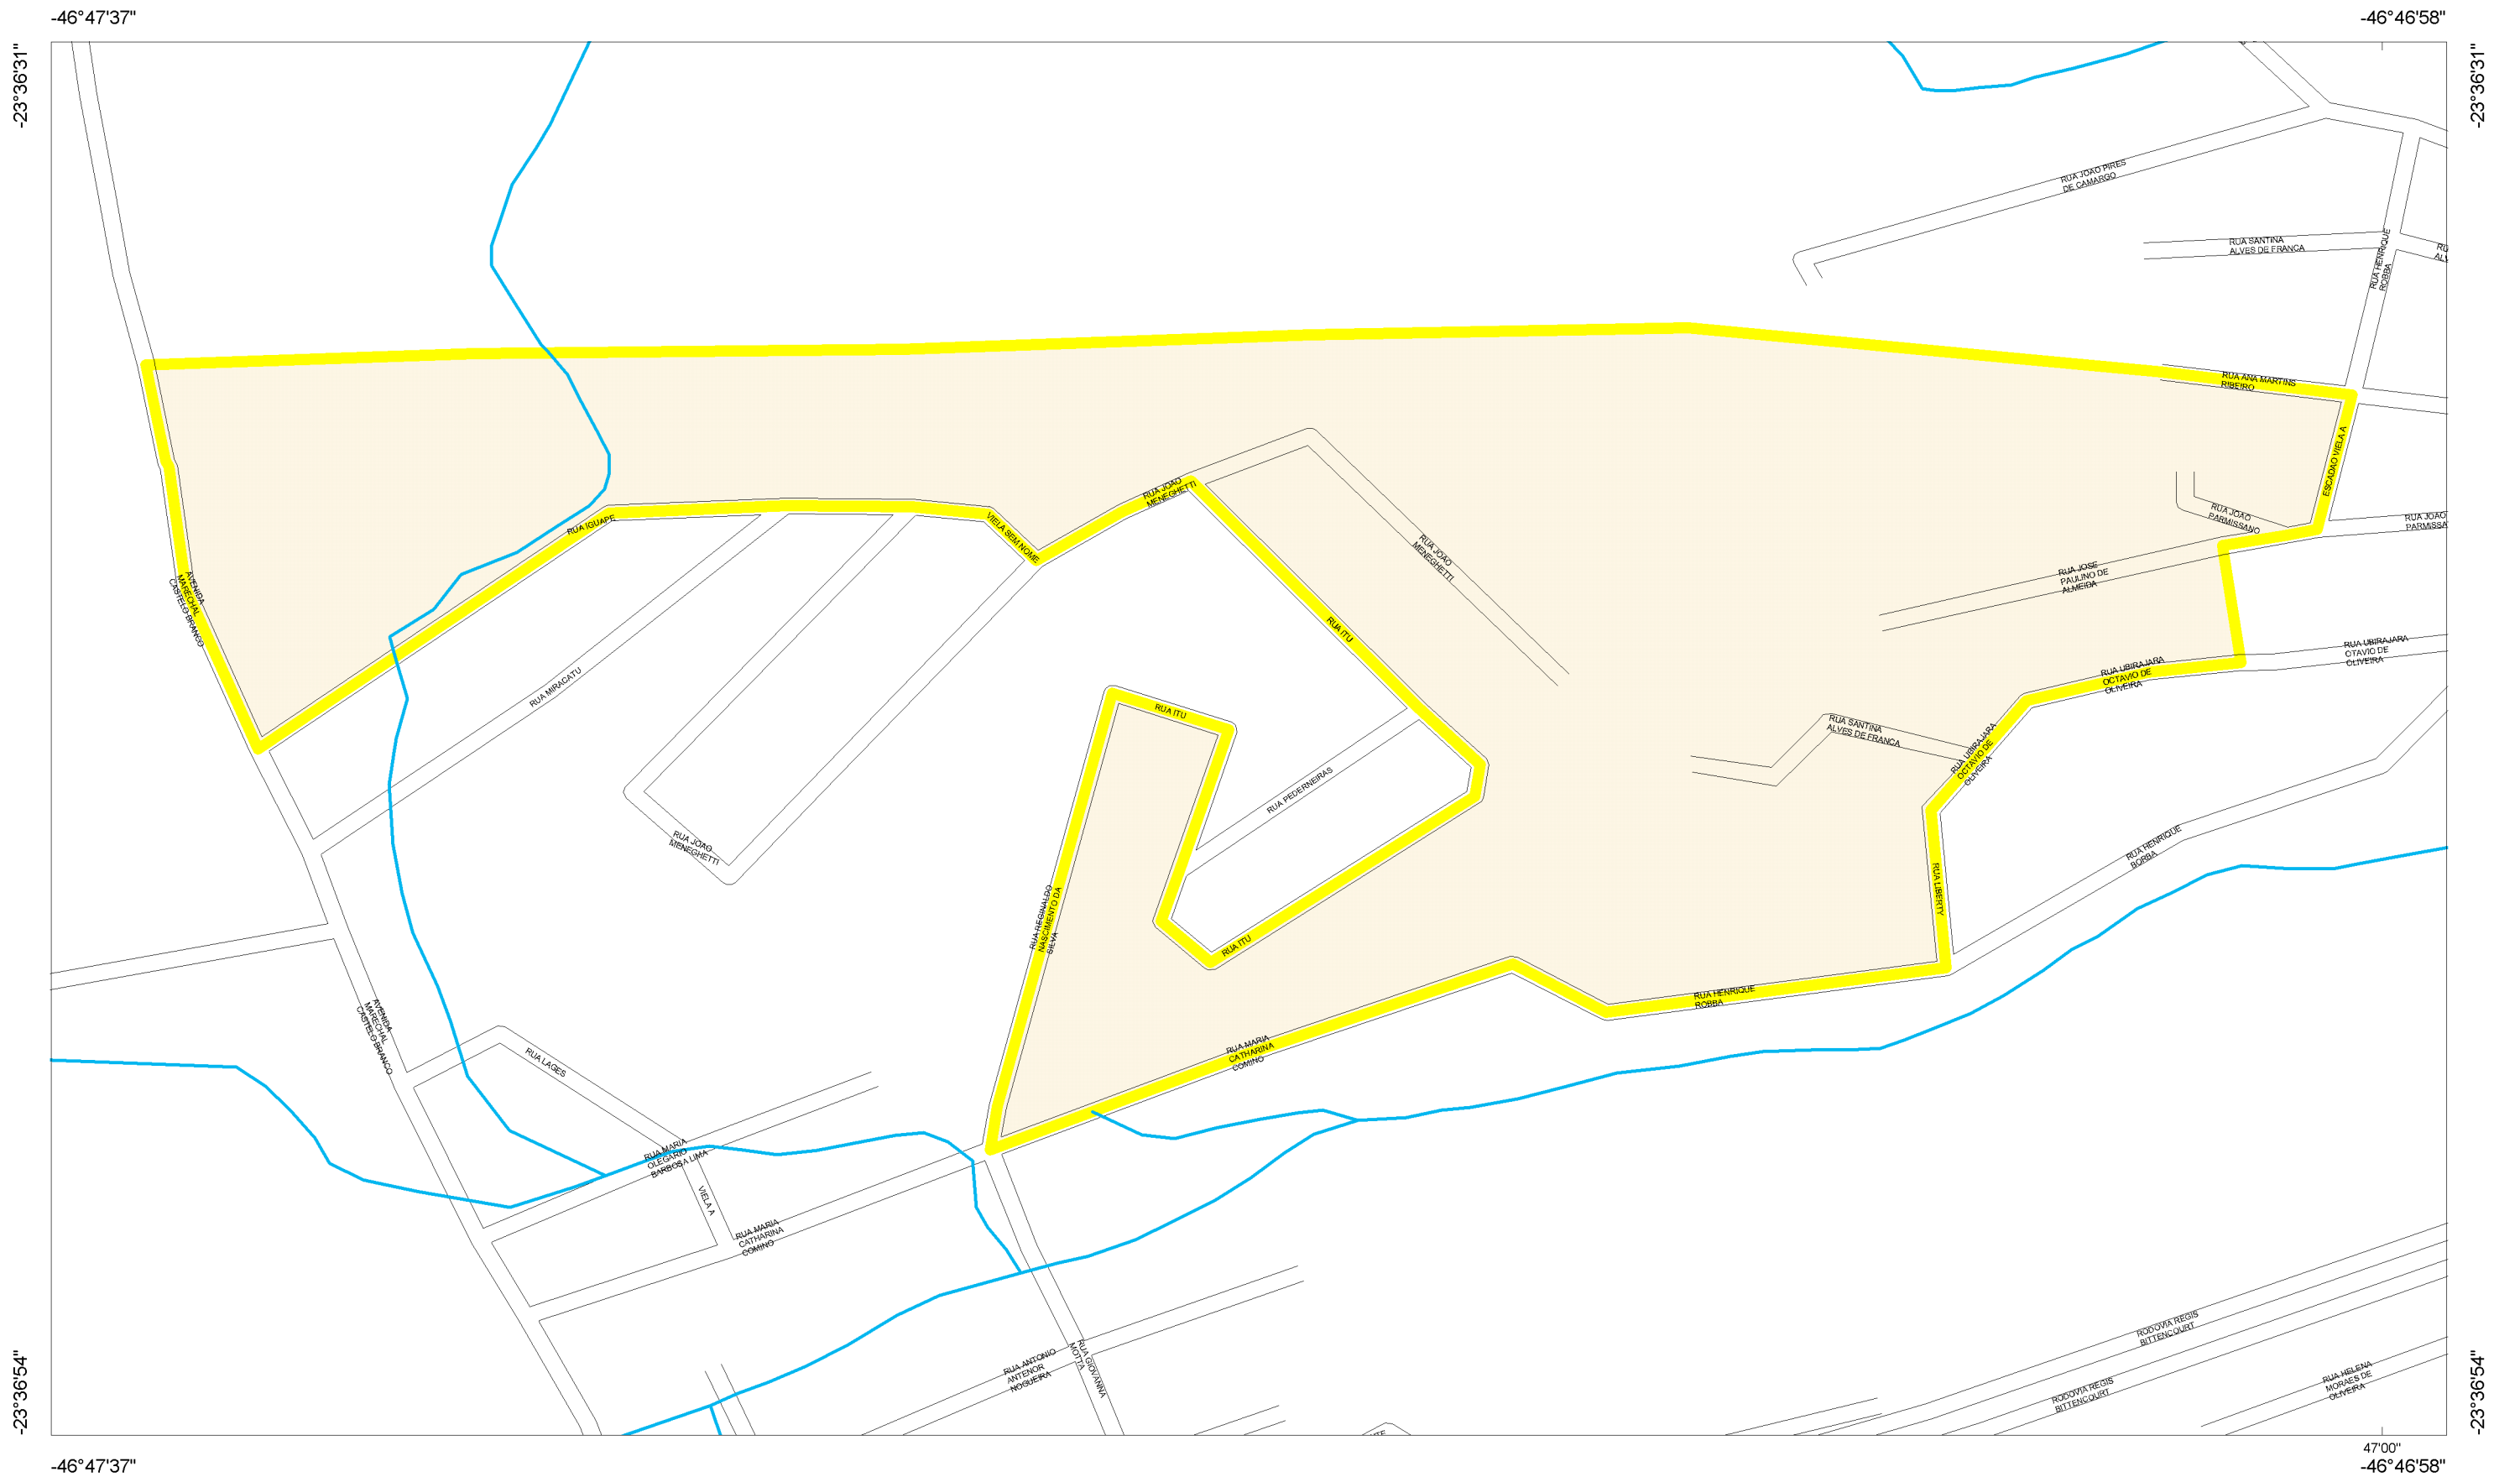 -46°47'37"
-46°46'58"
-23°36'31"
-23°36'31"
RUA JOAO PIRES
DE CAMARGO
RUA SANTINA
ALVES DE FRANCA
RUA HENRIQUE
ROBBA
RUA ANA MARTINS
RIBEIRO
ESCADAO VIELA A
RUA JOAO
MENEGHETTI
RUA IGUAPE
VIELA SEM NOME
RUA JOAO
MENEGHETTI
RUA JOAO
PARMISSANO
RUA JOAO
PARMISSA
RUA JOSE
PAULINO DE
ALMEIDA
AVENIDA
MARECHAL
CASTELO BRANCO
RUA ITU
RUA UBIRAJARA
OTAVIO DE
OLIVEIRA
RUA UBIRAJARA
OCTAVIO DE
OLIVEIRA
RUA MIRACATU
RUA ITU
RUA SANTINA
ALVES DE FRANCA
RUA UBIRAJARA
OCTAVIO DE
OLIVEIRA
RUA PEDERNEIRAS
RUA JOAO
MENEGHETTI
RUA HENRIQUE
BORBA
RUA LIBERTY
RUA REGINALDO
NASCIMENTO DA
SILVA
RUA ITU
RUA HENRIQUE
ROBBA
AVENIDA
MARECHAL
CASTELO BRANCO
RUA LAGES
RUA MARIA
CATHARINA
COMINO
RUA MARIA
OLEGARIO
BARBOSA LIMA
VIELA A
RUA MARIA
CATHARINA
COMINO
RUA GIOVANNA
MOTTA
RUA ANTONIO
ANTENOR
NOGUEIRA
RODOVIA REGIS
BITTENCOURT
RODOVIA REGIS
BITTENCOURT
RUA HELENA
MORAES DE
OLIVEIRA
-23°36'54"
-23°36'54"
47'00"
-46°47'37"
-46°46'58"